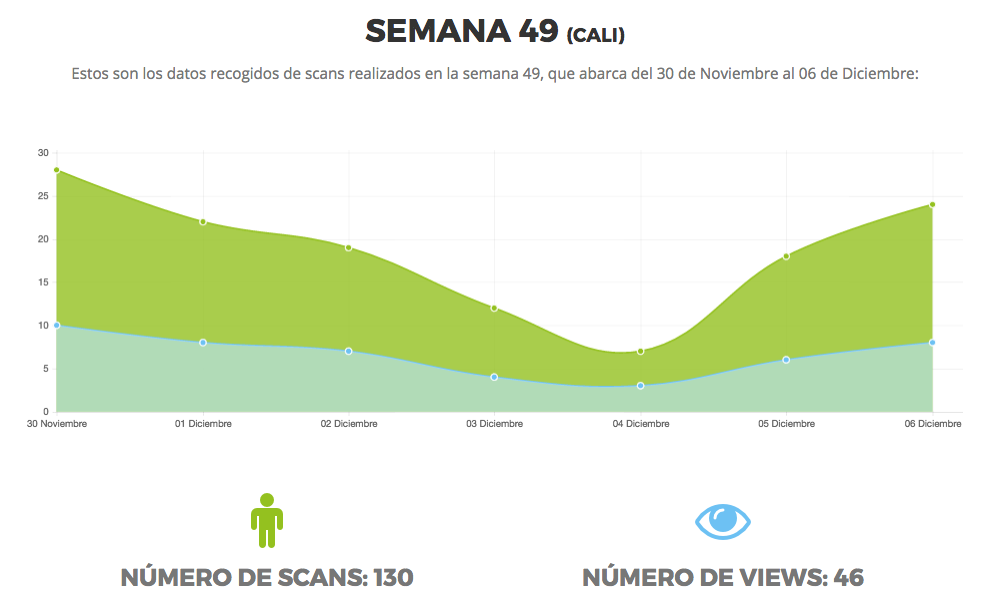 SEMANA 49 (CALI)
Estos son los datos recogidos de scans realizados en la semana 49, que abarca del 30 de Noviembre al 06 de Diciembre:
30
25
20
15
10
5
0
30 Noviembre 01 Diciembre 02 Diciembre 03 Diciembre 04 Diciembre 05 Diciembre 06 Diciembre
NÚMERO DE SCANS: 130 NÚMERO DE VIEWS: 46